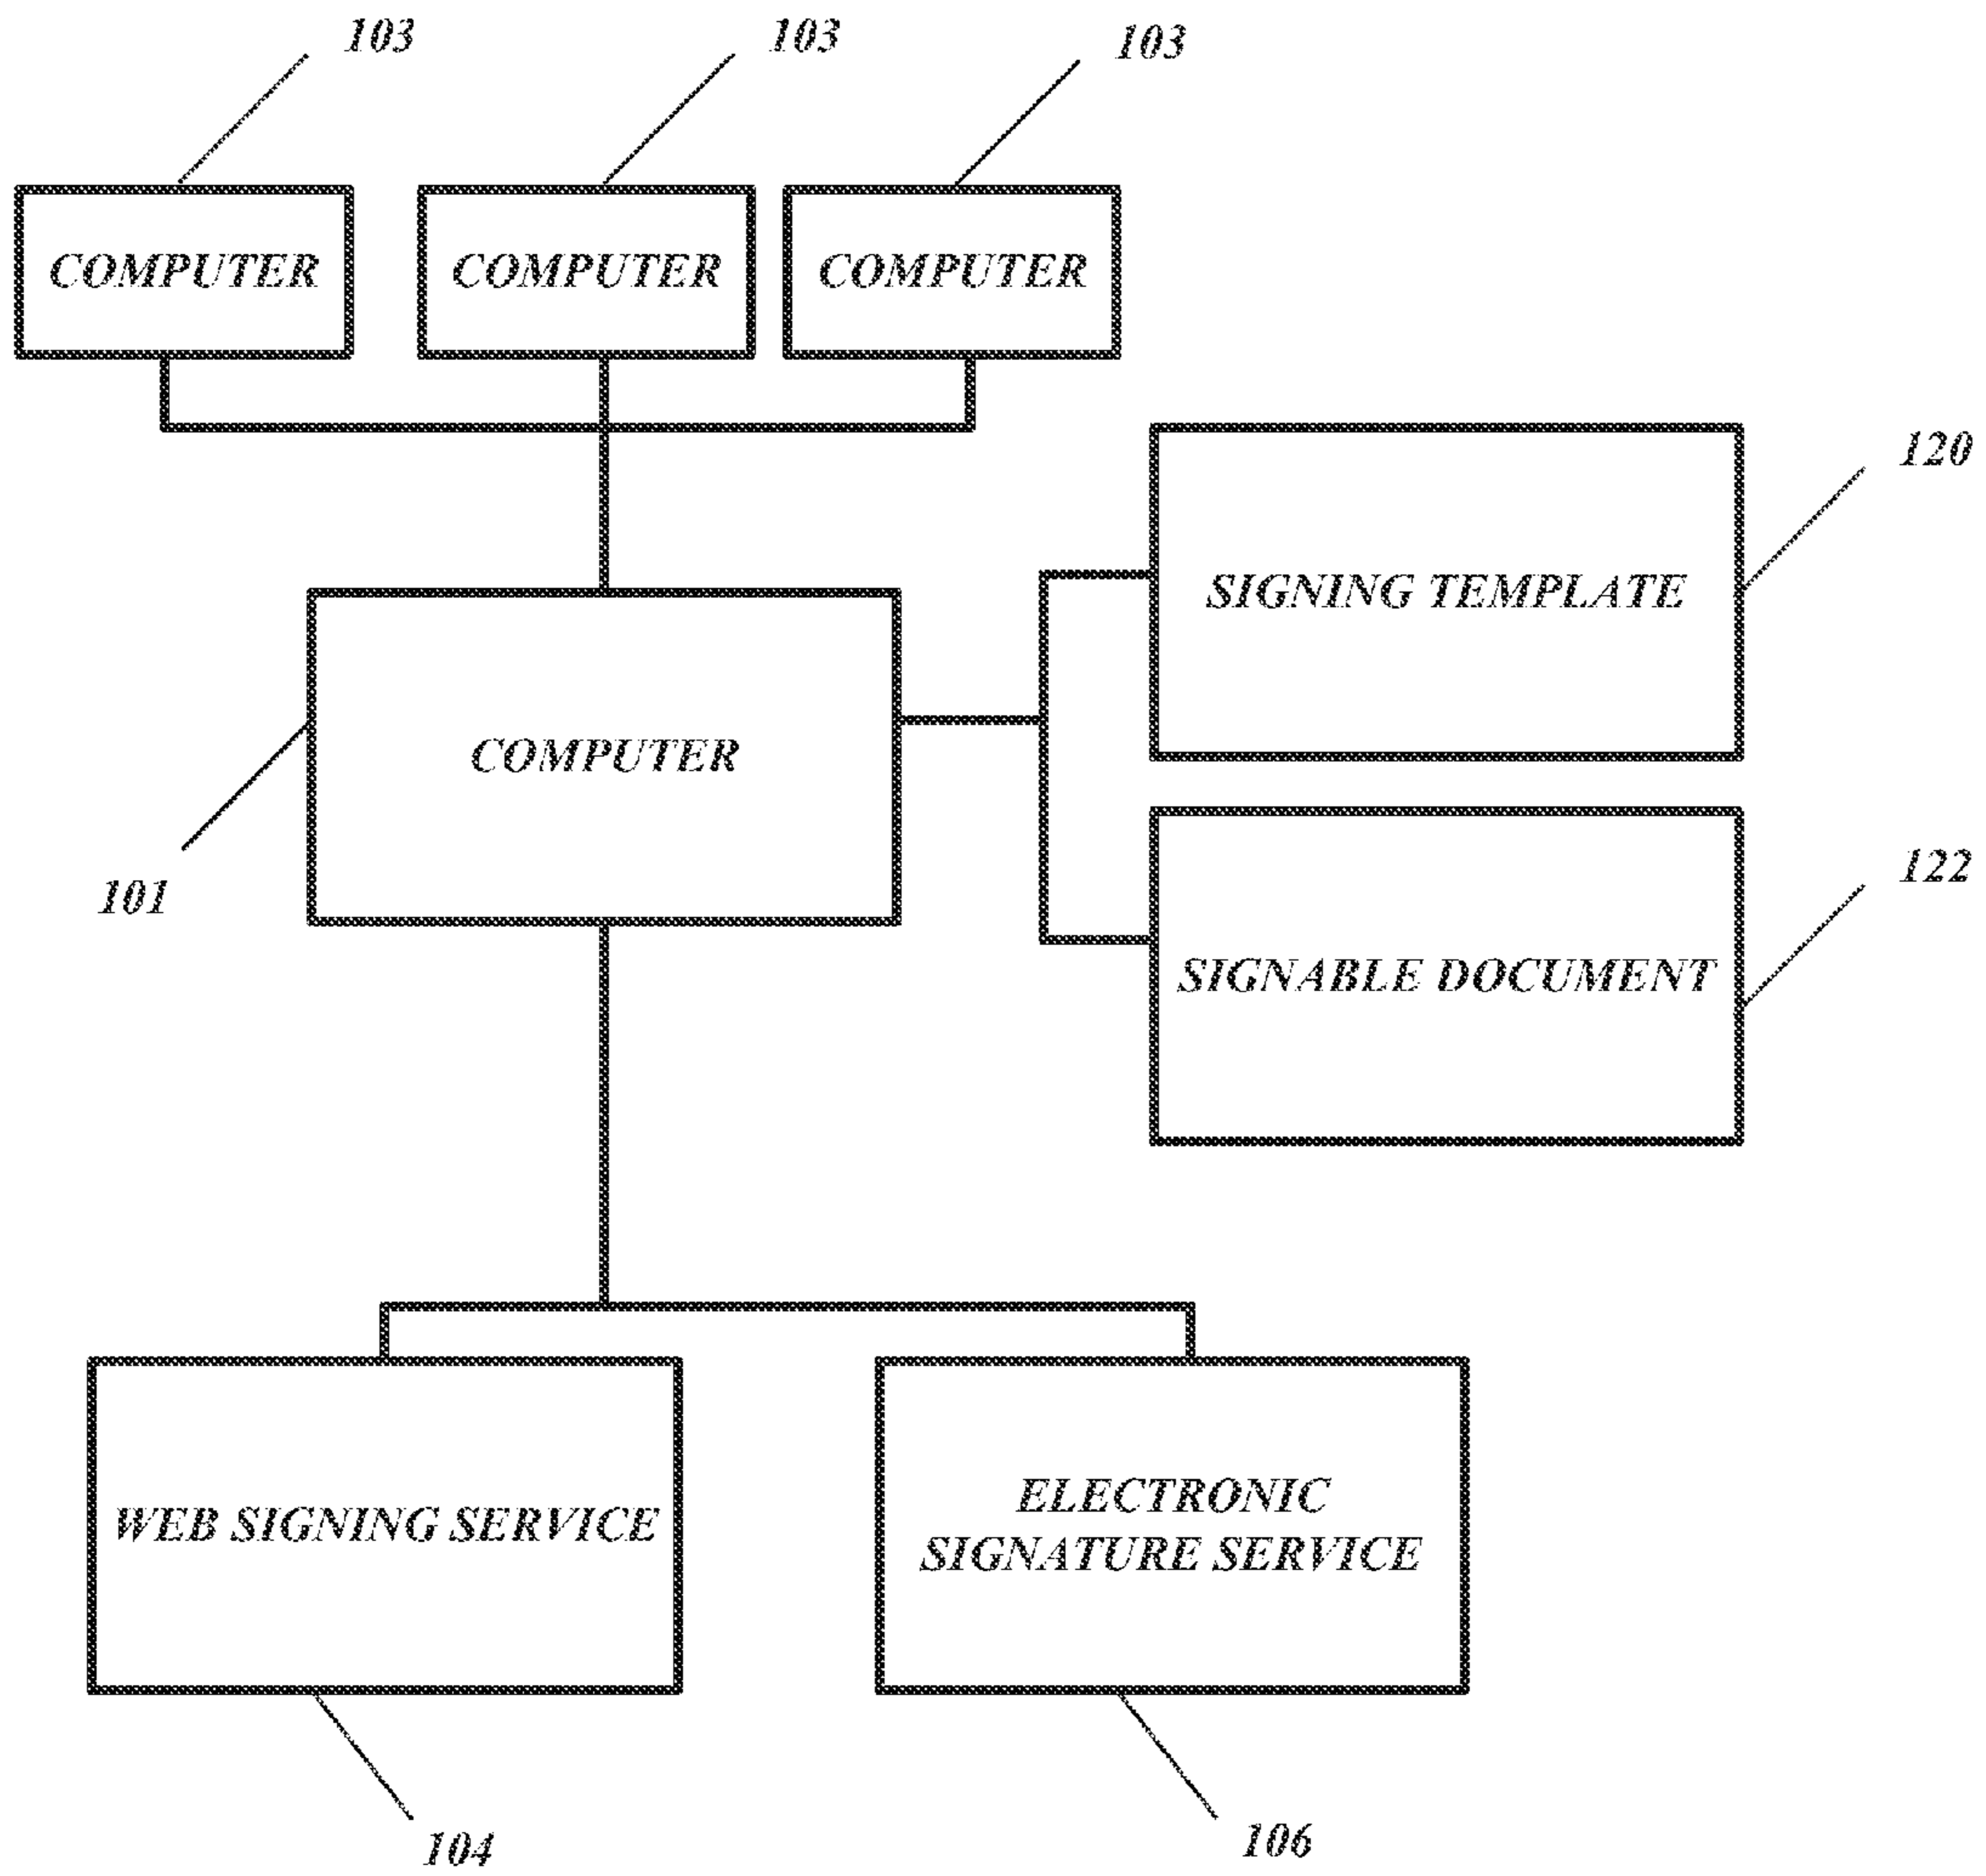 103
103
103
COMPUTER
COMPUTER
COMPUTER
120
SIGNING TEMPLATE
COMPUTER
101
122
SIGNABLE DOCUMENT
WEB SIGNING SERVICE
ELECTRONIC
SIGNATURE SERVICE
104
106